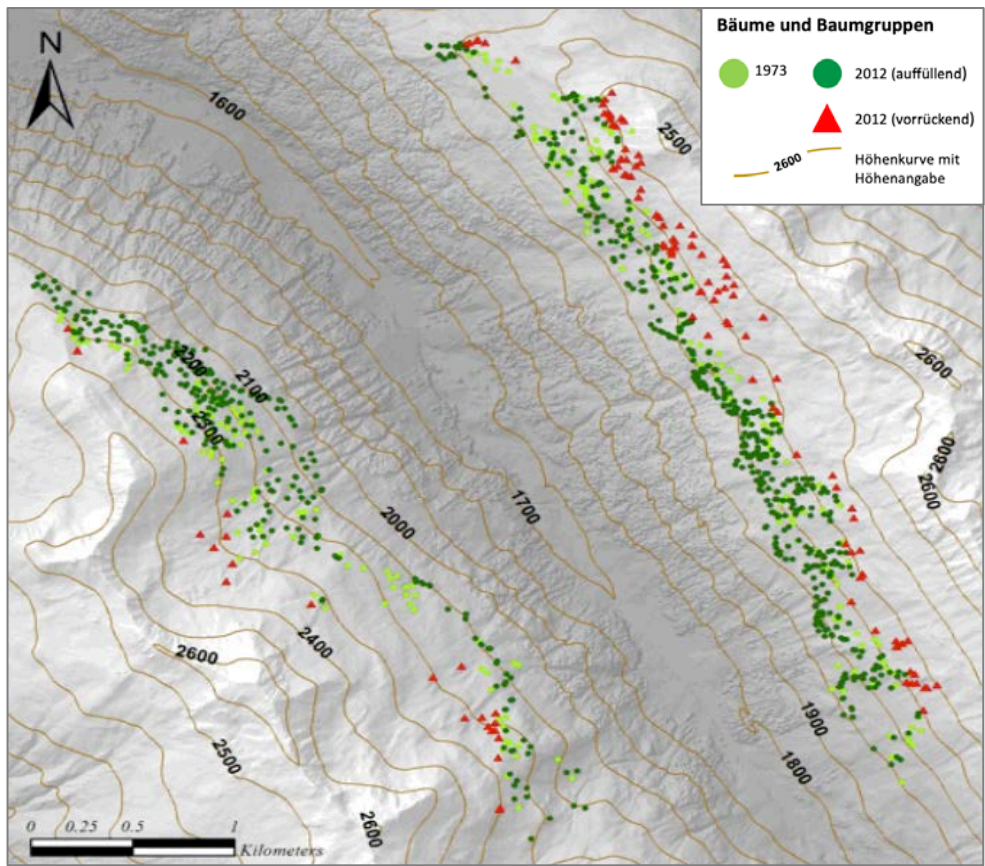 Bäume und Baumgruppen
1973
2012 (auffüllend)
2012 (vorrückend)
2600
Höhenkurve mit
Höhenangabe
N
1600
2500
2600
2600
2600
2200
2100
2300
1700
2000
2400
2600
2500
1900
1800
2600
0 0.25 0.5 1
Kilometers